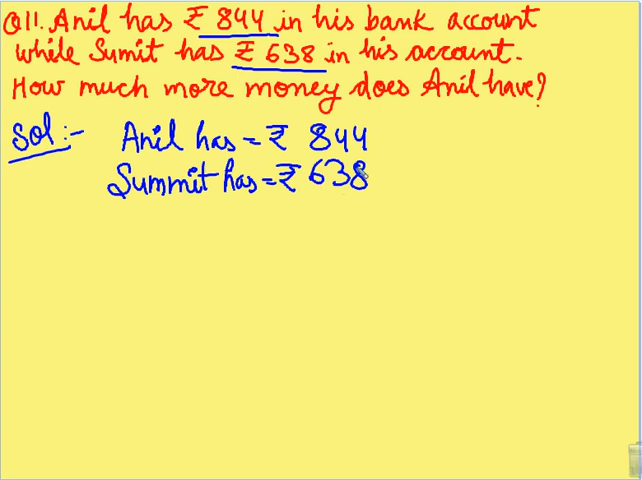 Q11. Anil has ₹ 844 in his bank account
while Sumit has ₹ 638 in his account.
How much more money does Anil have?
Sol:-
Anil has = ₹ 844
Summit has = ₹ 638